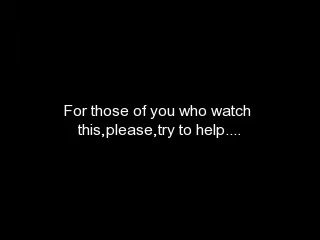 For those of you who watch
this,please,try to help....